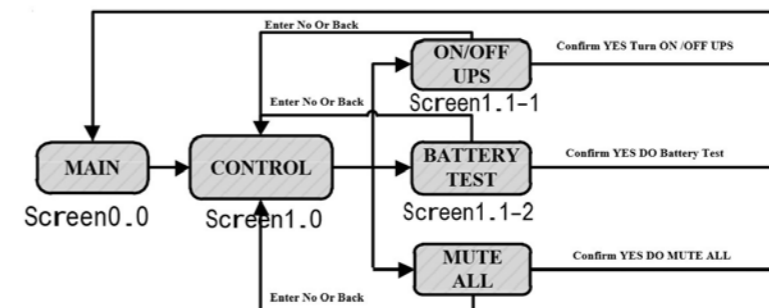 Enter No Or Back
ON/OFF
UPS
Confirm YES Turn ON /OFF UPS
Screen1.1-1
Enter No Or Back
MAIN
CONTROL
BATTERY
TEST
Confirm YES DO Battery Test
Screen0.0
Screen1.0
Screen1.1-2
MUTE
ALL
Confirm YES DO MUTE ALL
Enter No Or Back